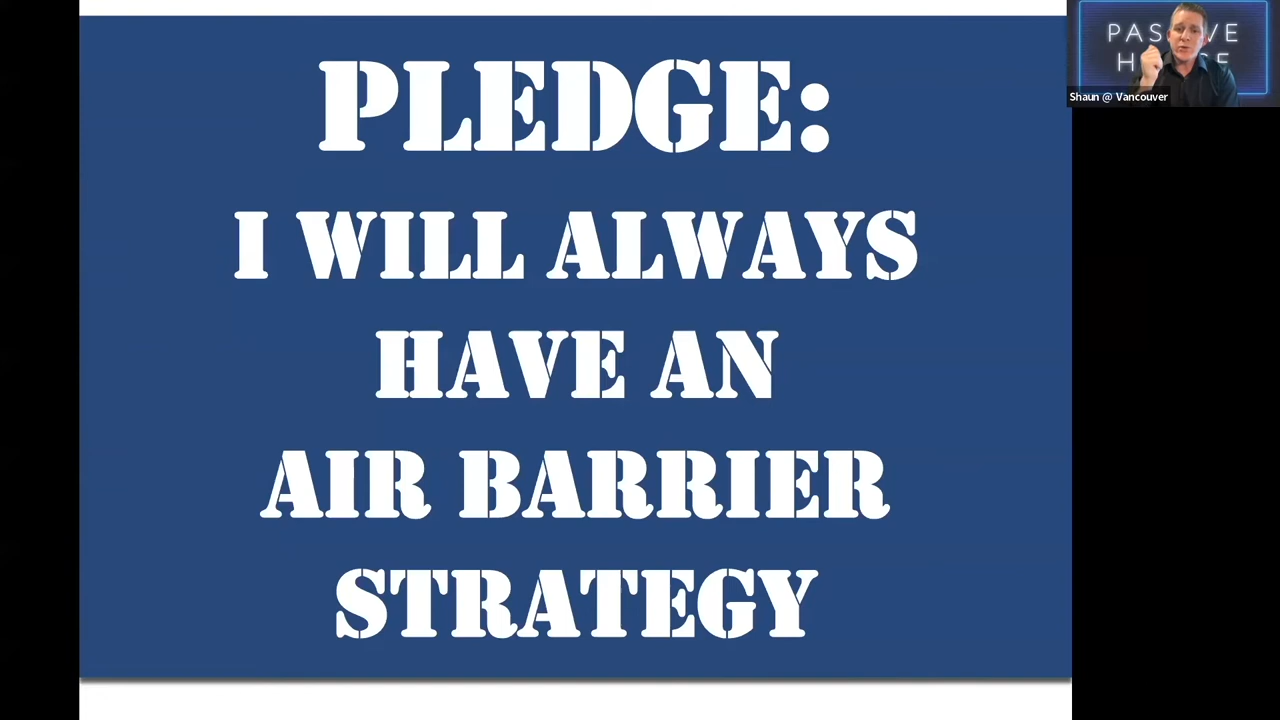 PLEDGE:
I WILL ALWAYS
HAVE AN
AIR BARRIER
STRATEGY
Shaun @ Vancouver